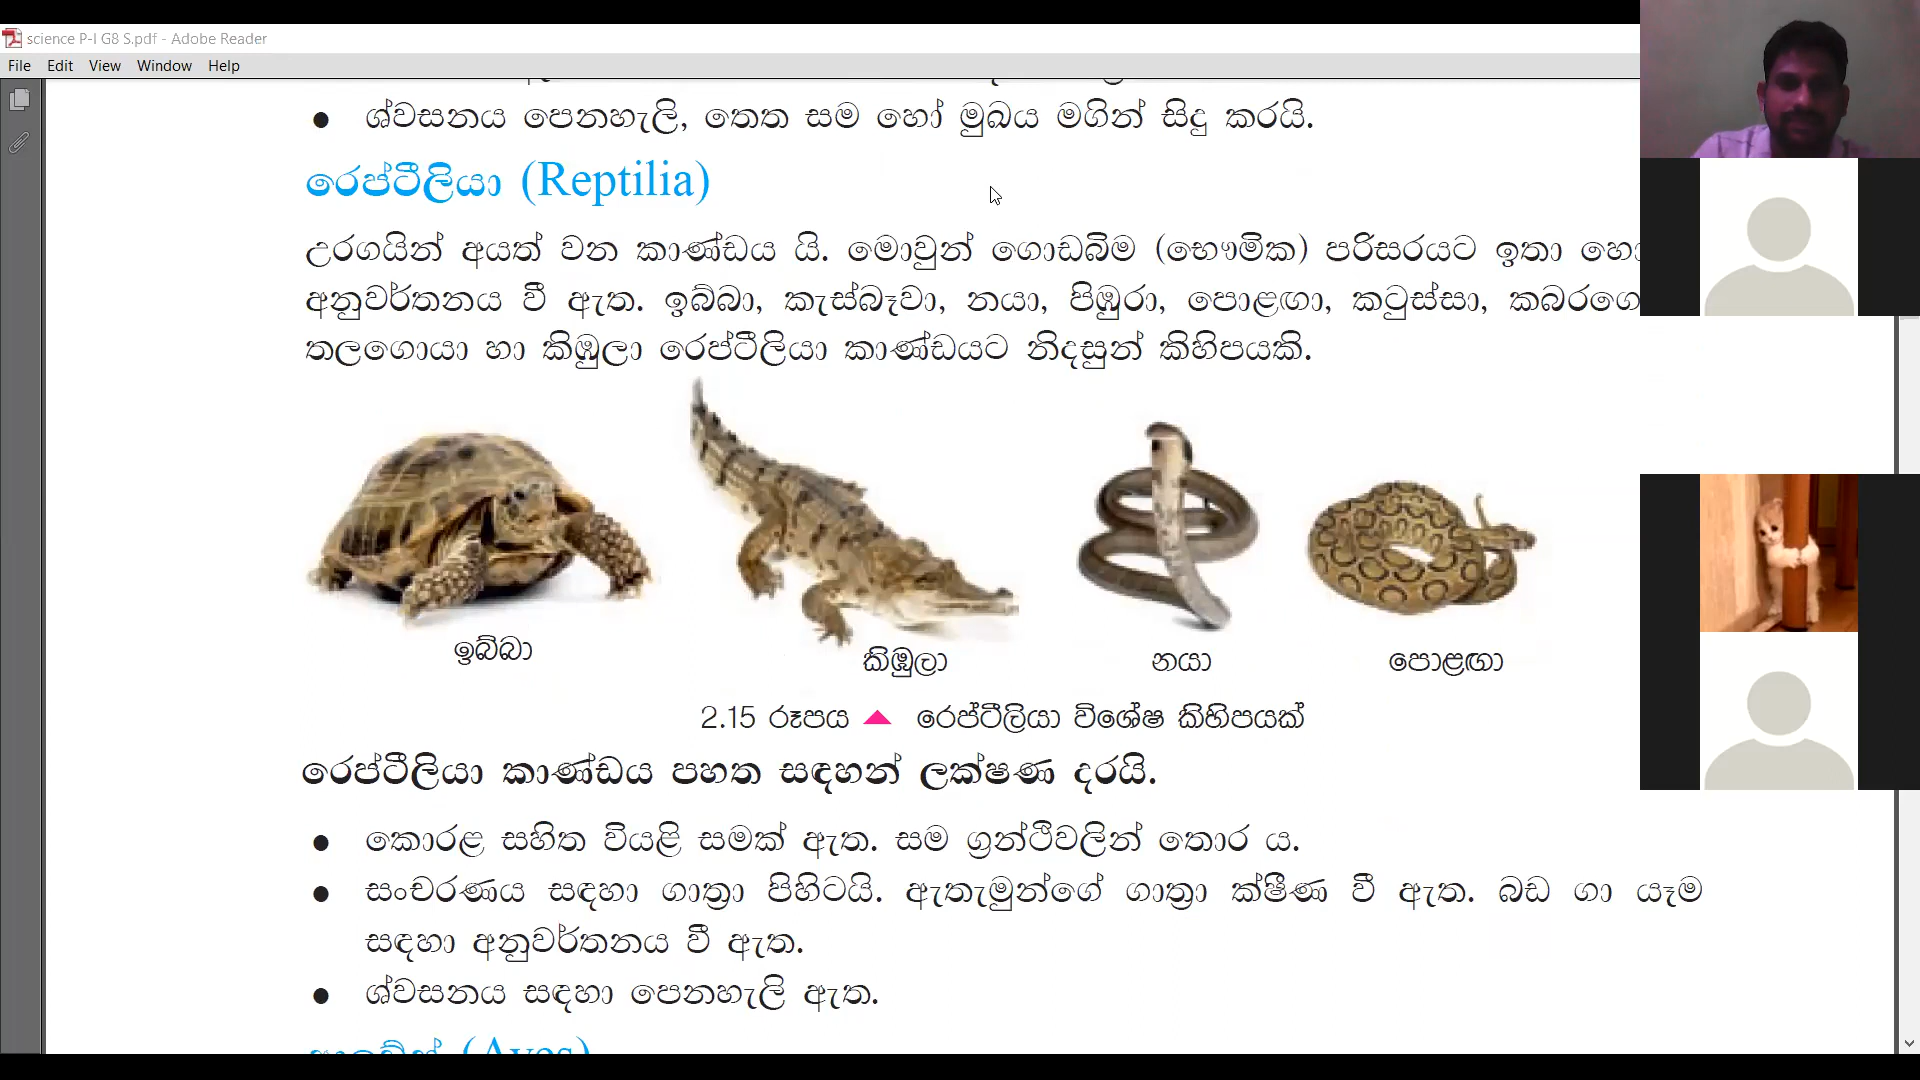 science P-I G8 S.pdf - Adobe Reader
File Edit View Window Help
ශ්වසනය පෙනහැලි, තෙත සම හෝ මුඛය මගින් සිදු කරයි.
රෙප්ටීලියා (Reptilia)
උරගයින් අයත් වන කාණ්ඩය යි. මොවුන් ගොඩබිම (භෞමික) පරිසරයට ඉතා
අනුවර්තනය වී ඇත. ඉබ්බා, කැස්බෑවා, නයා, පිඹුරා, පොළඟා, කටුස්සා,
තලගොයා හා කිඹුලා රෙප්ටීලියා කාණ්ඩයට නිදසුන් කිහිපයකි.
ඉබ්බා
කිඹුලා
නයා
පොළඟා
2.15 රූපය ▲ රෙප්ටීලියා විශේෂ කිහිපයක්
රෙප්ටීලියා කාණ්ඩය පහත සඳහන් ලක්ෂණ දරයි.
කොරළ සහිත වියළි සමක් ඇත. සම ග්‍රන්ථිවලින් තොර ය.
සංචරණය සඳහා ගාත්‍රා පිහිටයි. ඇතැමුන්ගේ ගාත්‍රා ක්ෂීණ වී ඇත. බඩ ගා යෑම
සඳහා අනුවර්තනය වී ඇත.
ශ්වසනය සඳහා පෙනහැලි ඇත.
(Aves)